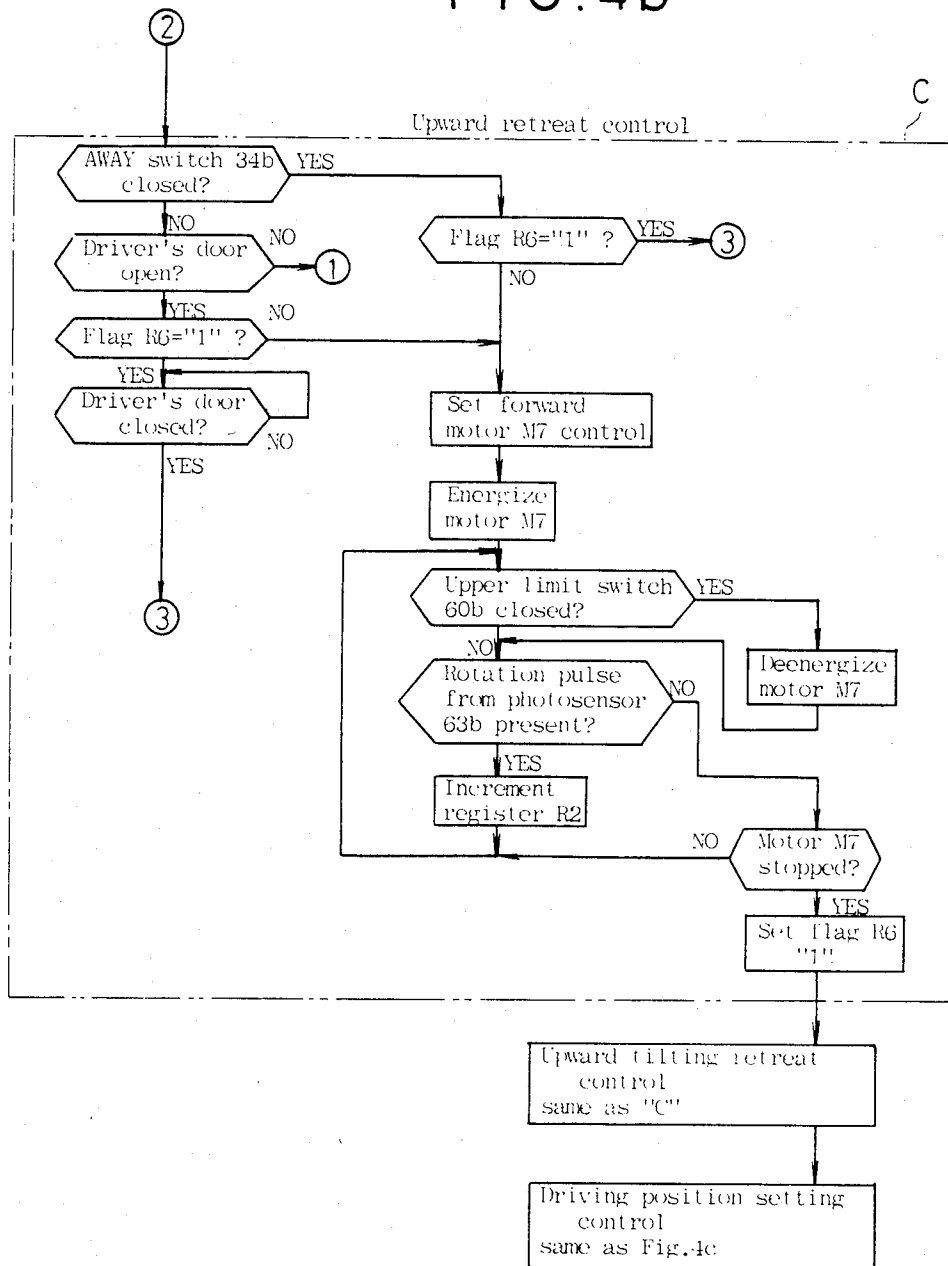 FIG. 4b
2
C
Upward retreat control
AWAY switch 34b
closed?
YES
NO
Flag R6="1" ?
YES
3
NO
Driver's door
open?
NO
1
YES
Flag R6="1" ?
NO
YES
Driver's door
closed?
NO
YES
3
Set forward
motor M7 control
Energize
motor M7
Upper limit switch
60b closed?
YES
NO
Deenergize
motor M7
Rotation pulse
from photosensor
63b present?
NO
YES
Increment
register R2
Motor M7
stopped?
NO
YES
Set flag R6
"1"
Upward tilting retreat
control
same as "C"
Driving position setting
control
same as Fig.4c